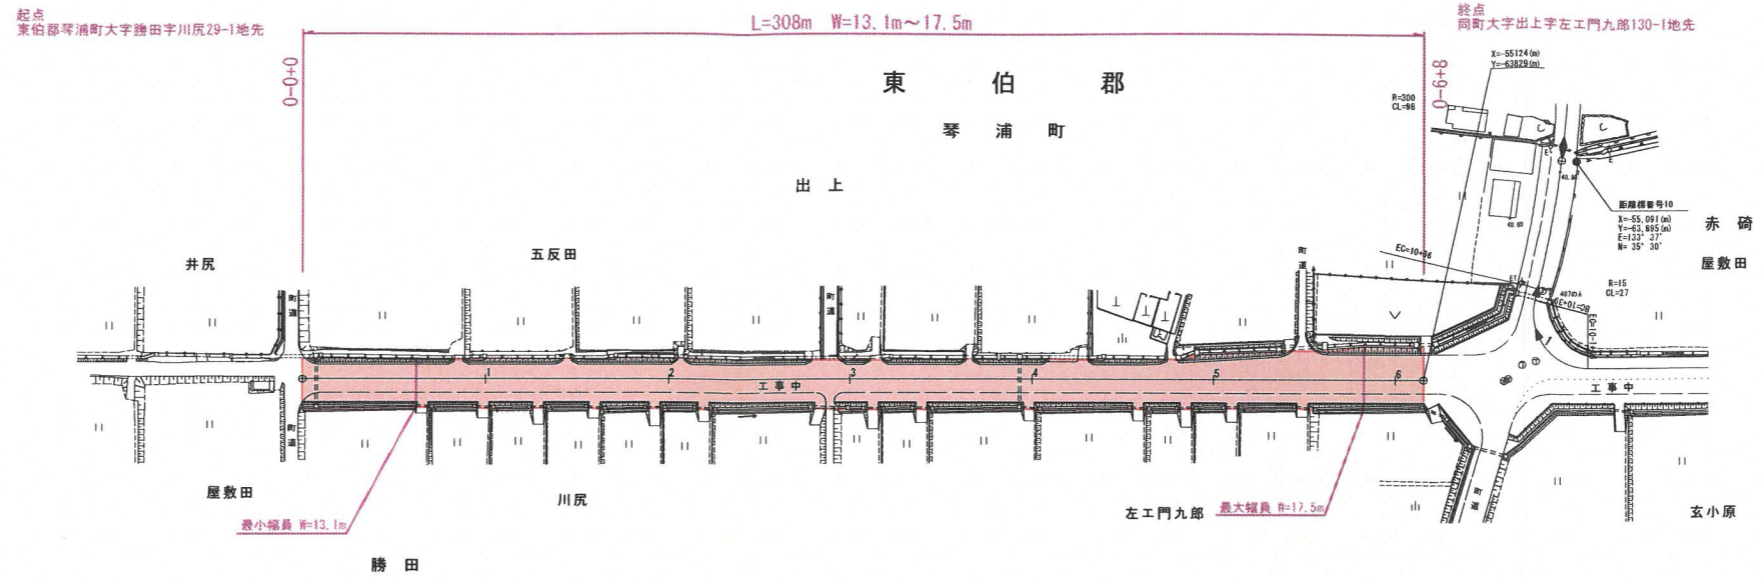 起点
東伯郡琴浦町大字勝田字川尻29-1地先
L=308m W=13.1m～17.5m
終点
同町大字出上字左エ門九郎130-1地先
0-0+0
0-6+8
X=-55124(m)
Y=-63829(m)
東伯郡
R=300
CL=96
琴浦町
出上
距離標番号10
X=-55,091(m)
Y=-63,895(m)
E=133° 37'
N= 35° 30'
赤碕
屋敷田
井尻
五反田
町道
町道
町道
EC=10+96
R=15
CL=27
1
2
3
4
5
6
工事中
工事中
町道
町道
屋敷田
川尻
左エ門九郎
玄小原
最小幅員 W=13.1m
最大幅員 W=17.5m
勝田